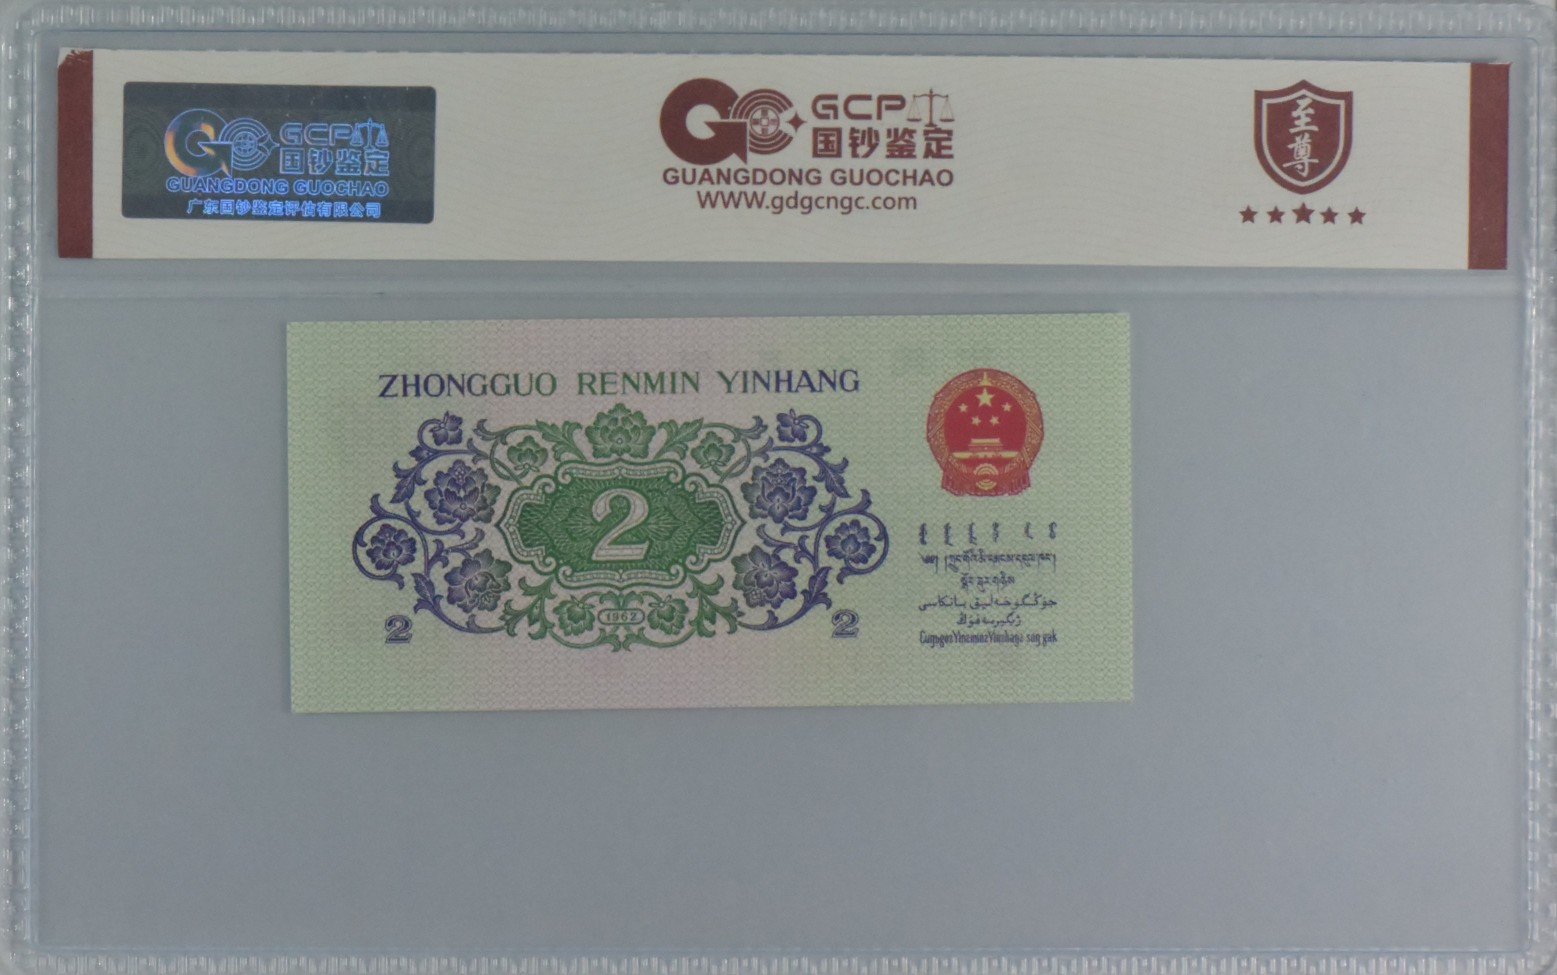 GCP
国钞鉴定
GUANGDONG GUOCHAO
广东国钞鉴定评估有限公司
GCP
国钞鉴定
GUANGDONG GUOCHAO
WWW.gdgcngc.com
至尊
ZHONGGUO RENMIN YINHANG
2
1962
2
2
جۇڭگوخەلىق بانكاسى